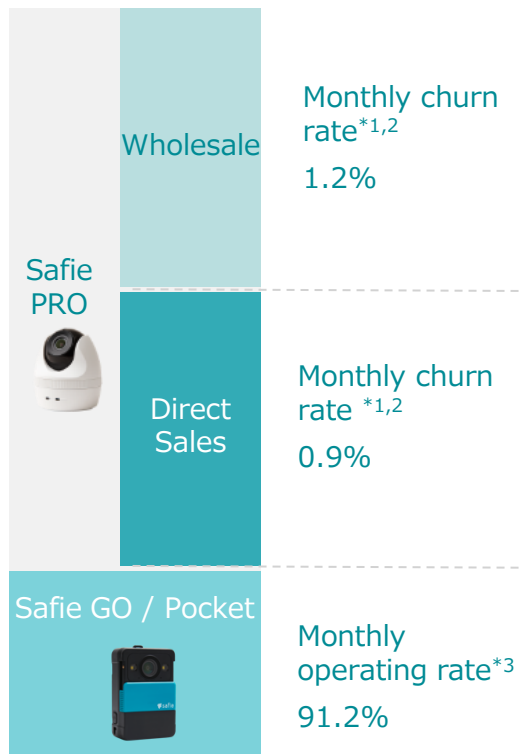 Safie
PRO
Wholesale
Monthly churn
rate*1,2
1.2%
Direct
Sales
Monthly churn
rate *1,2
0.9%
Safie GO / Pocket
safie
Monthly
operating rate*3
91.2%